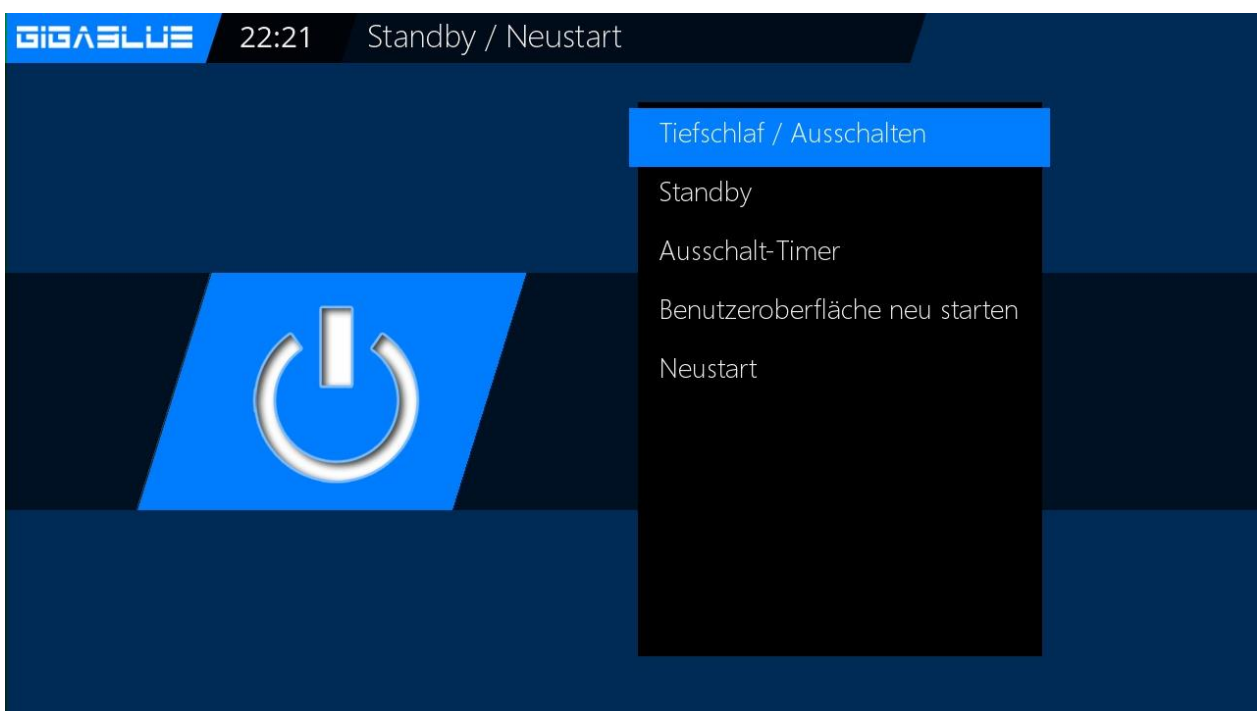 GIGABLUE 22:21 Standby / Neustart
Tiefschlaf / Ausschalten
Standby
Ausschalt-Timer
Benutzeroberfläche neu starten
Neustart